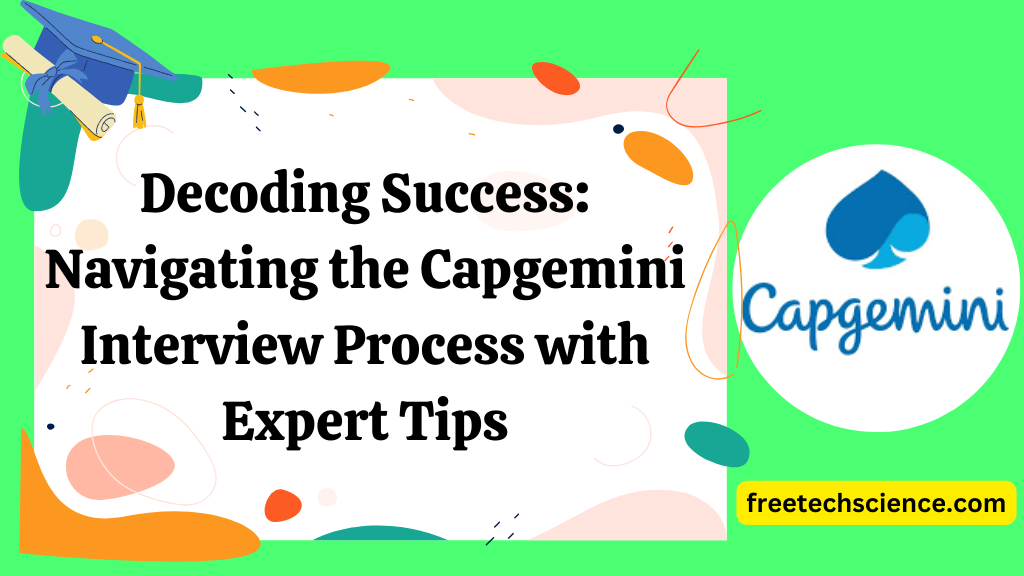 Decoding Success:
Navigating the Capgemini
Interview Process with
Expert Tips
Capgemini
freetechscience.com